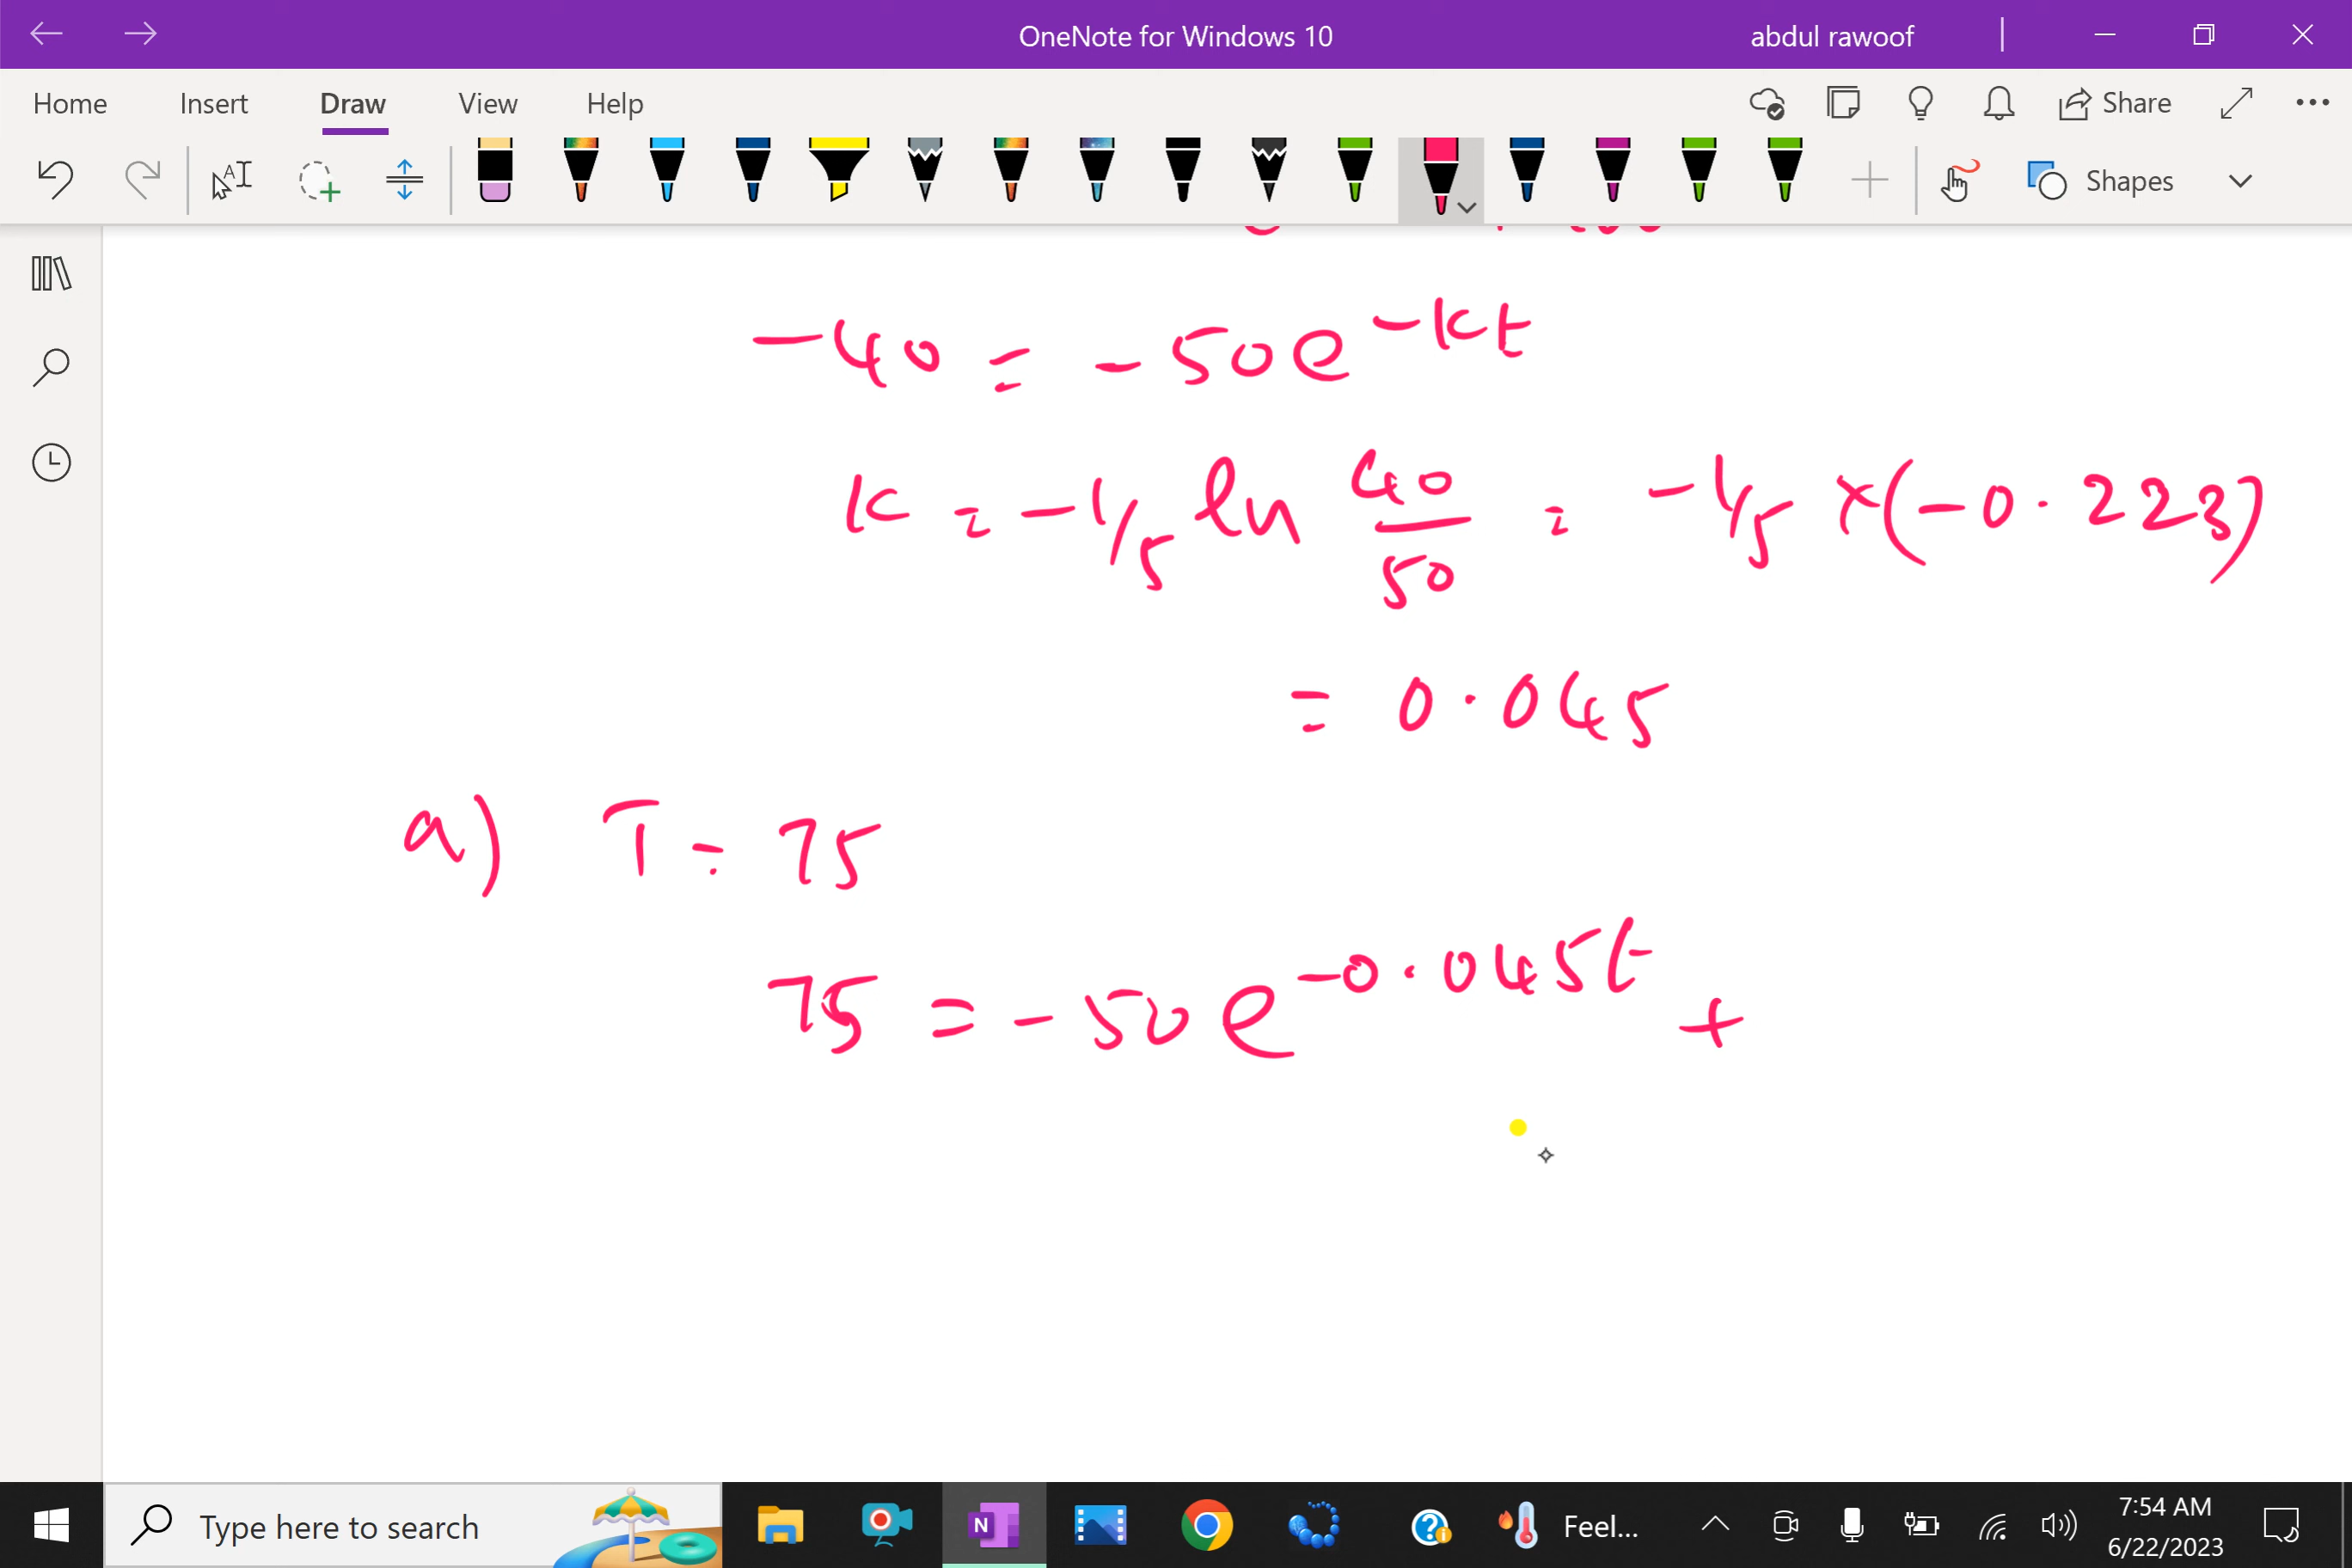 OneNote for Windows 10 abdul rawoof
Home Insert Draw View Help Share
Shapes
-40 = -50e^-kt
k = -1/5 ln 40/50 = -1/5 x(-0.223)
= 0.045
a) T = 75
75 = -50e^-0.045t +
Type here to search Feel... 7:54 AM
6/22/2023